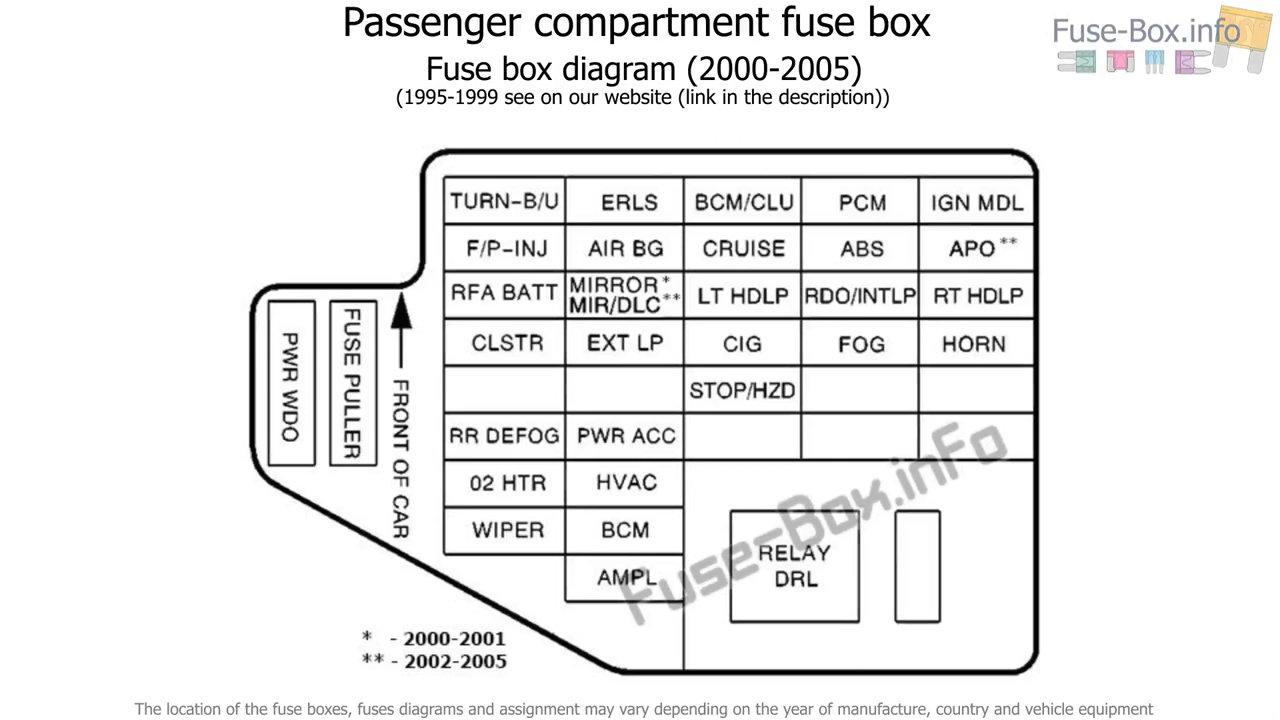 Passenger compartment fuse box
Fuse box diagram (2000-2005)
(1995-1999 see on our website (link in the description))
Fuse-Box.info
TURN-B/U ERLS BCM/CLU PCM IGN MDL
F/P-INJ AIR BG CRUISE ABS APO**
RFA BATT MIRROR* MIR/DLC** LT HDLP RDO/INTLP RT HDLP
CLSTR EXT LP CIG FOG HORN
STOP/HZD
RR DEFOG PWR ACC
02 HTR HVAC
WIPER BCM
AMPL
PWR WDO
FUSE PULLER
FRONT OF CAR
RELAY
DRL
Fuse-Box.inFo
* - 2000-2001
** - 2002-2005
The location of the fuse boxes, fuses diagrams and assignment may vary depending on the year of manufacture, country and vehicle equipment